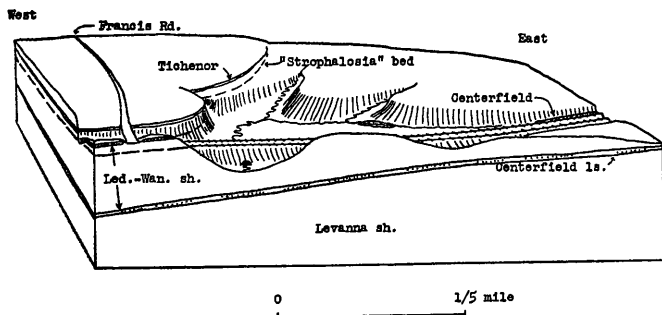 West
Francis Rd.
East
Tichenor
"Strophalosia" bed
Centerfield
Led.-Wan. sh.
Centerfield ls.
Levanna sh.
0 1/5 mile